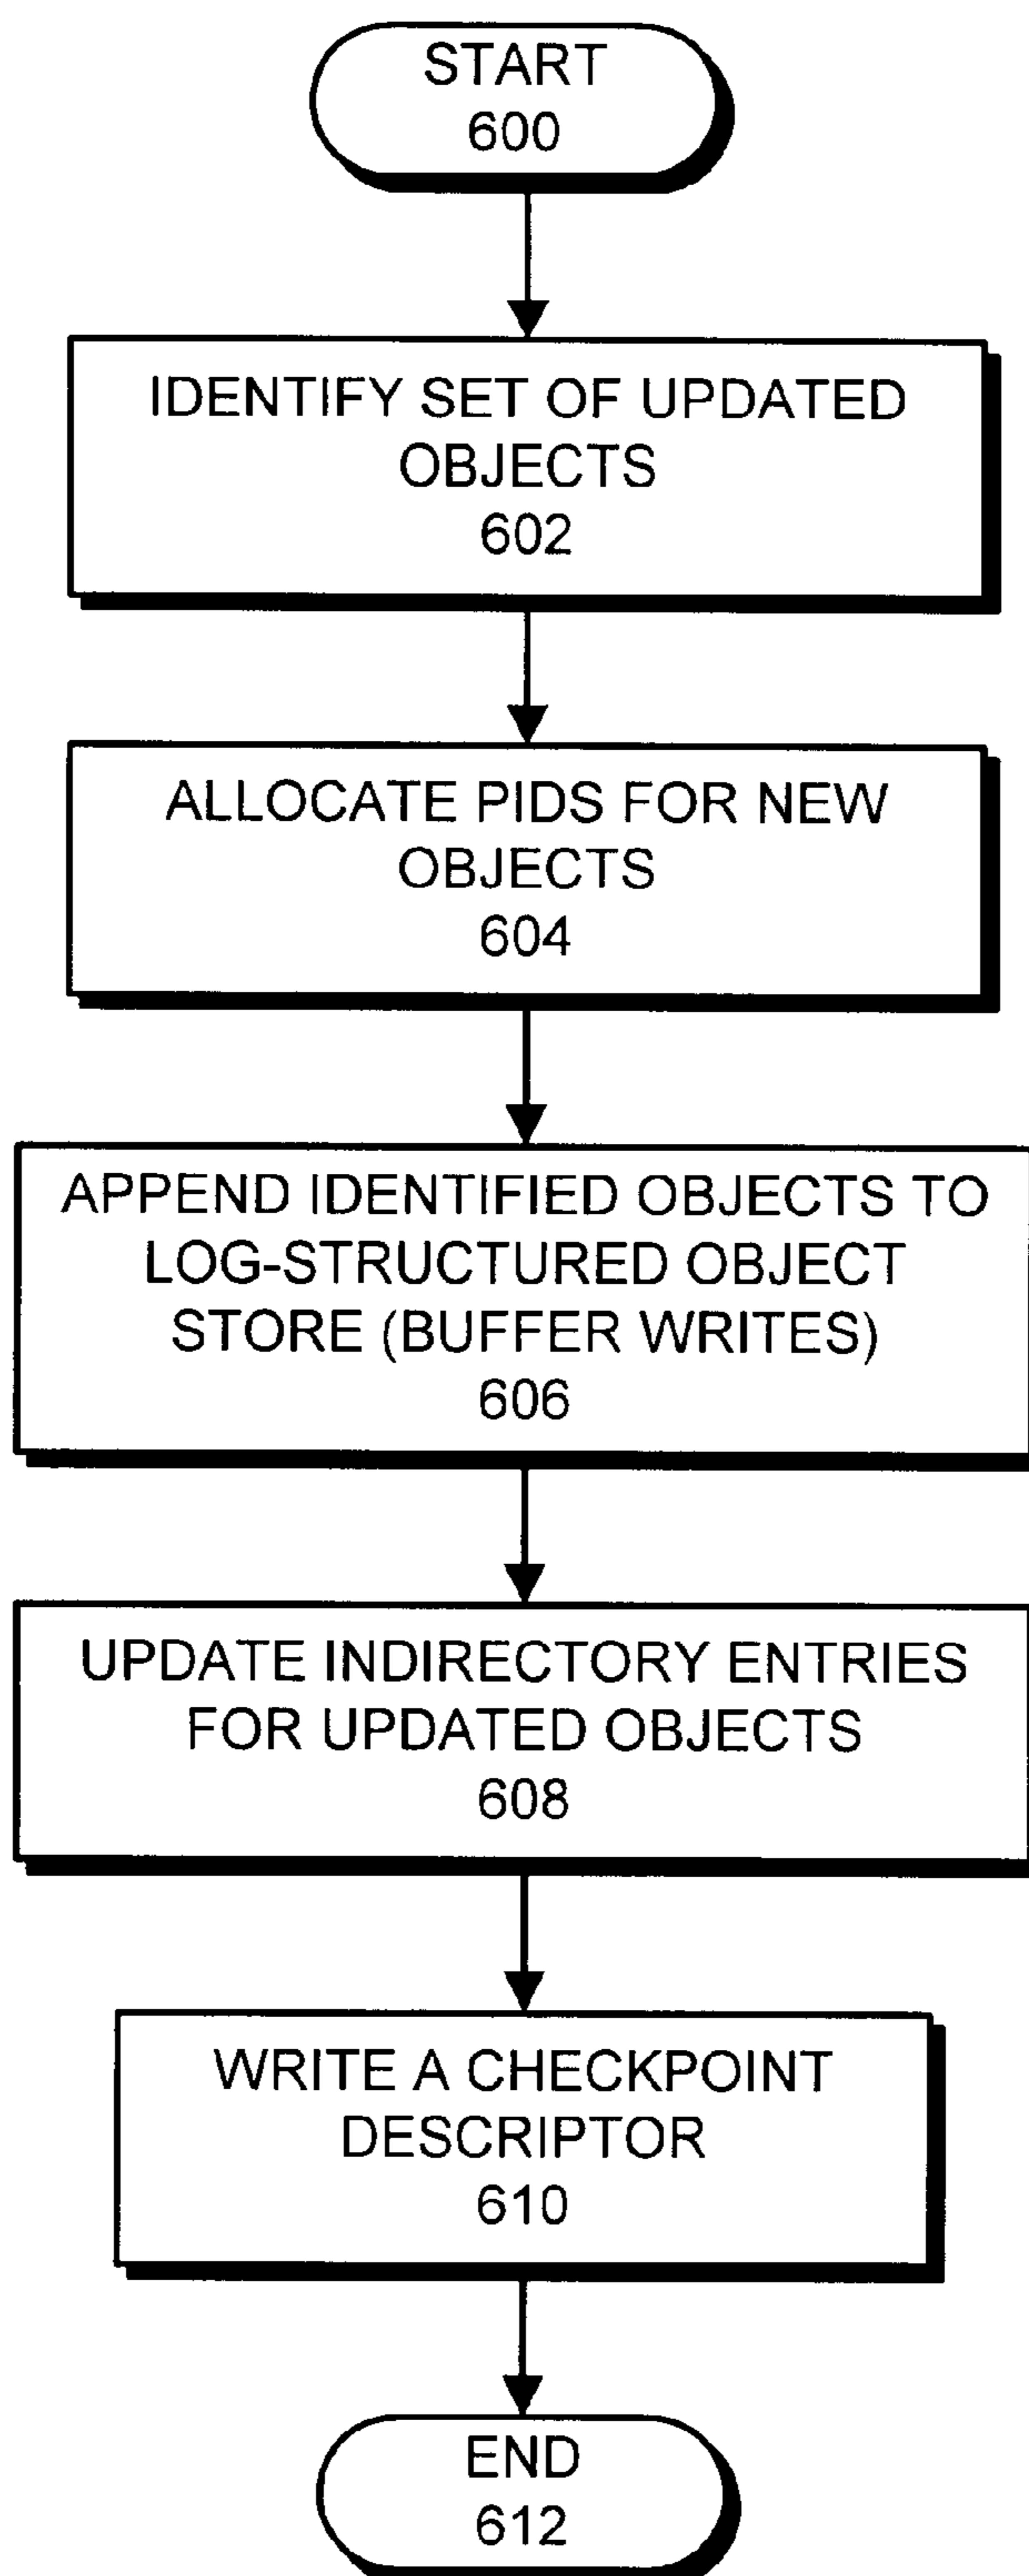 START
600
IDENTIFY SET OF UPDATED
OBJECTS
602
ALLOCATE PIDS FOR NEW
OBJECTS
604
APPEND IDENTIFIED OBJECTS TO
LOG-STRUCTURED OBJECT
STORE (BUFFER WRITES)
606
UPDATE INDIRECTORY ENTRIES
FOR UPDATED OBJECTS
608
WRITE A CHECKPOINT
DESCRIPTOR
610
END
612